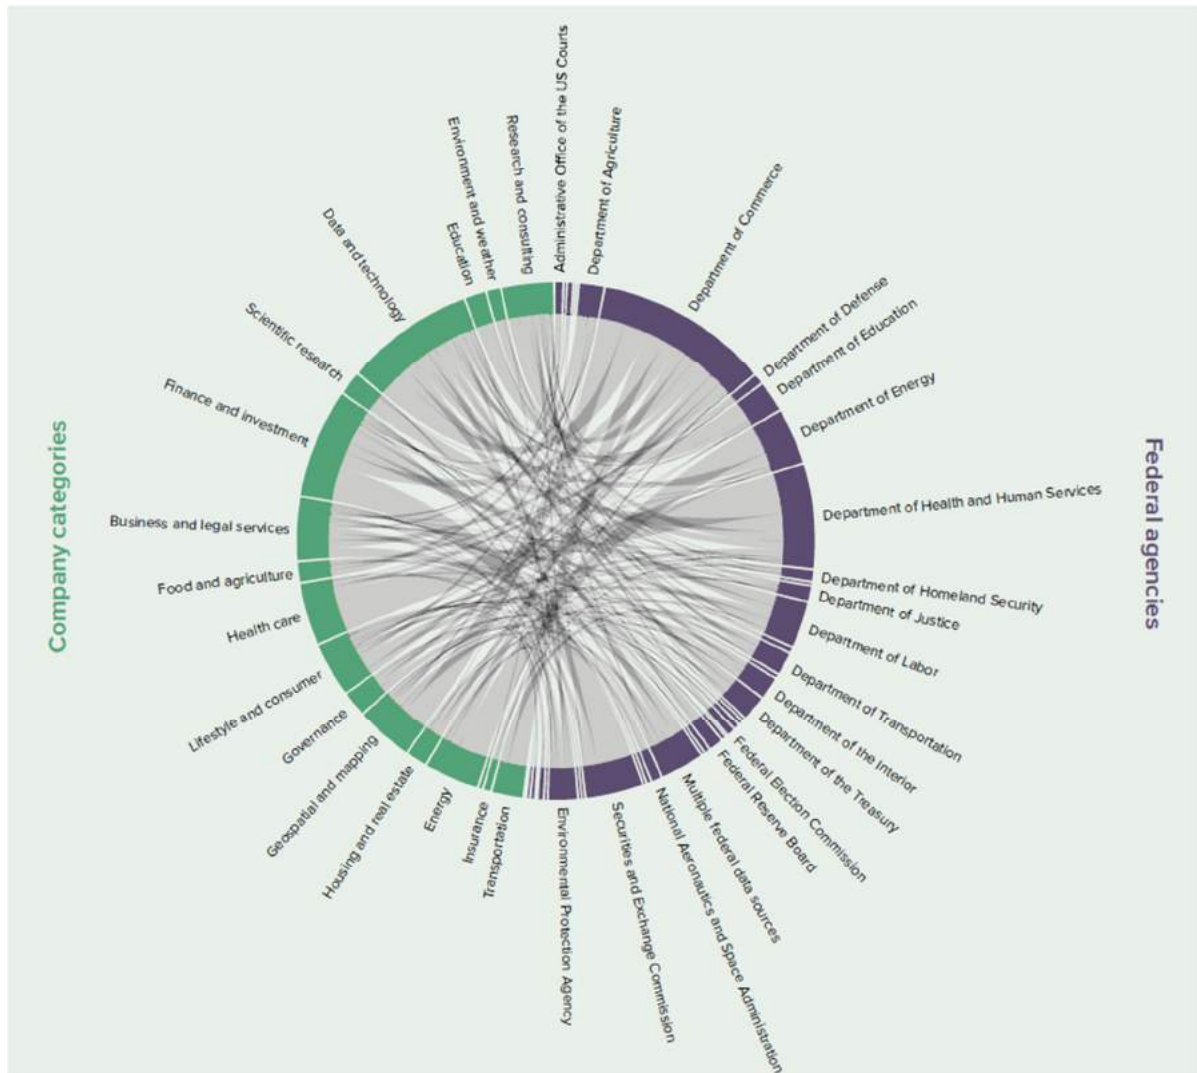 Company categories
Federal agencies
Administrative Office of the US Courts
Department of Agriculture
Department of Commerce
Department of Defense
Department of Education
Department of Energy
Department of Health and Human Services
Department of Homeland Security
Department of Justice
Department of Labor
Department of Transportation
Department of the Interior
Department of the Treasury
Federal Election Commission
Federal Reserve Board
Multiple federal data sources
National Aeronautics and Space Administration
Securities and Exchange Commission
Environmental Protection Agency
Transportation
Insurance
Energy
Housing and real estate
Geospatial and mapping
Governance
Lifestyle and consumer
Health care
Food and agriculture
Business and legal services
Finance and investment
Scientific research
Data and technology
Education
Environment and weather
Research and consulting